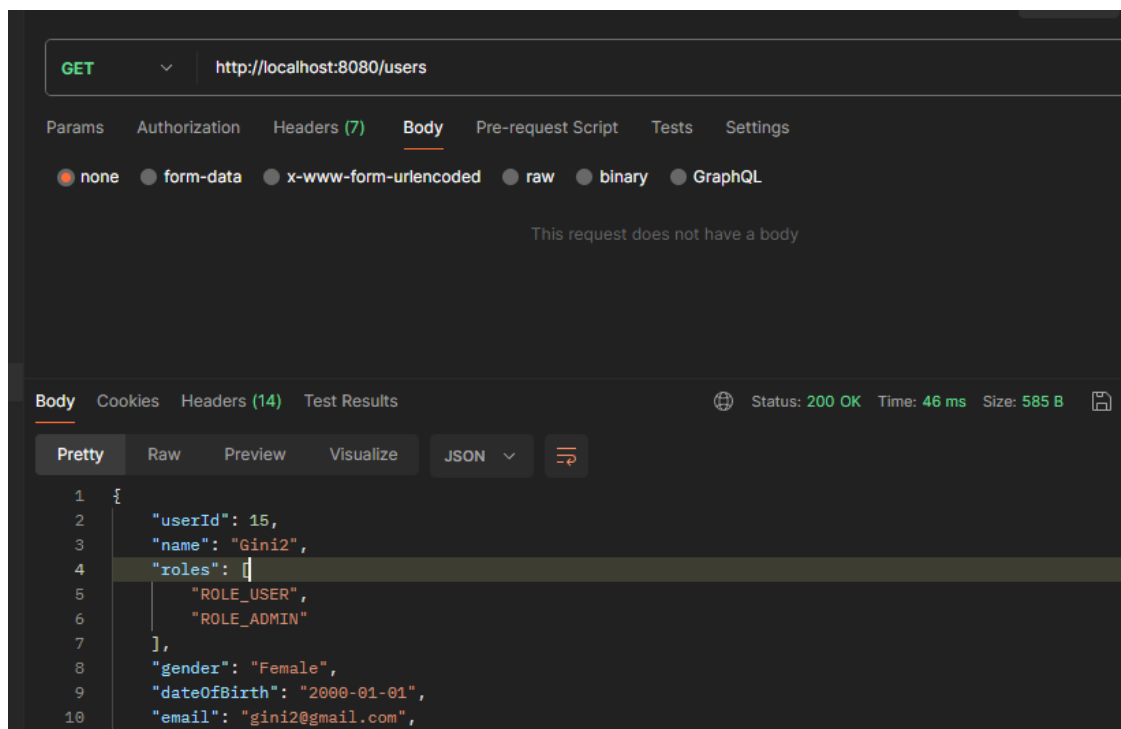 GET http://localhost:8080/users
Params Authorization Headers (7) Body Pre-request Script Tests Settings
none form-data x-www-form-urlencoded raw binary GraphQL
This request does not have a body
Body Cookies Headers (14) Test Results Status: 200 OK Time: 46 ms Size: 585 B
Pretty Raw Preview Visualize JSON
1 {
2 "userId": 15,
3 "name": "Gini2",
4 "roles": [
5 "ROLE_USER",
6 "ROLE_ADMIN"
7 ],
8 "gender": "Female",
9 "dateOfBirth": "2000-01-01",
10 "email": "gini2@gmail.com",